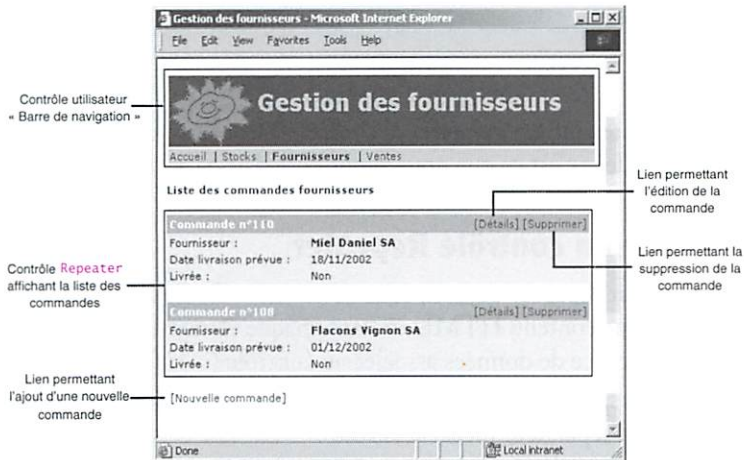 Gestion des fournisseurs - Microsoft Internet Explorer
File Edit View Favorites Tools Help
Contrôle utilisateur
« Barre de navigation »
Gestion des fournisseurs
Accueil | Stocks | Fournisseurs | Ventes
Liste des commandes fournisseurs
Lien permettant
l'édition de la
commande
Commande n°110 [Détails] [Supprimer]
Fournisseur : Miel Daniel SA
Date livraison prévue : 18/11/2002
Livrée : Non
Lien permettant la
suppression de la
commande
Contrôle Repeater
affichant la liste des
commandes
Commande n°108 [Détails] [Supprimer]
Fournisseur : Flacons Vignon SA
Date livraison prévue : 01/12/2002
Livrée : Non
Lien permettant
l'ajout d'une nouvelle
commande
[Nouvelle commande]
Done Local intranet